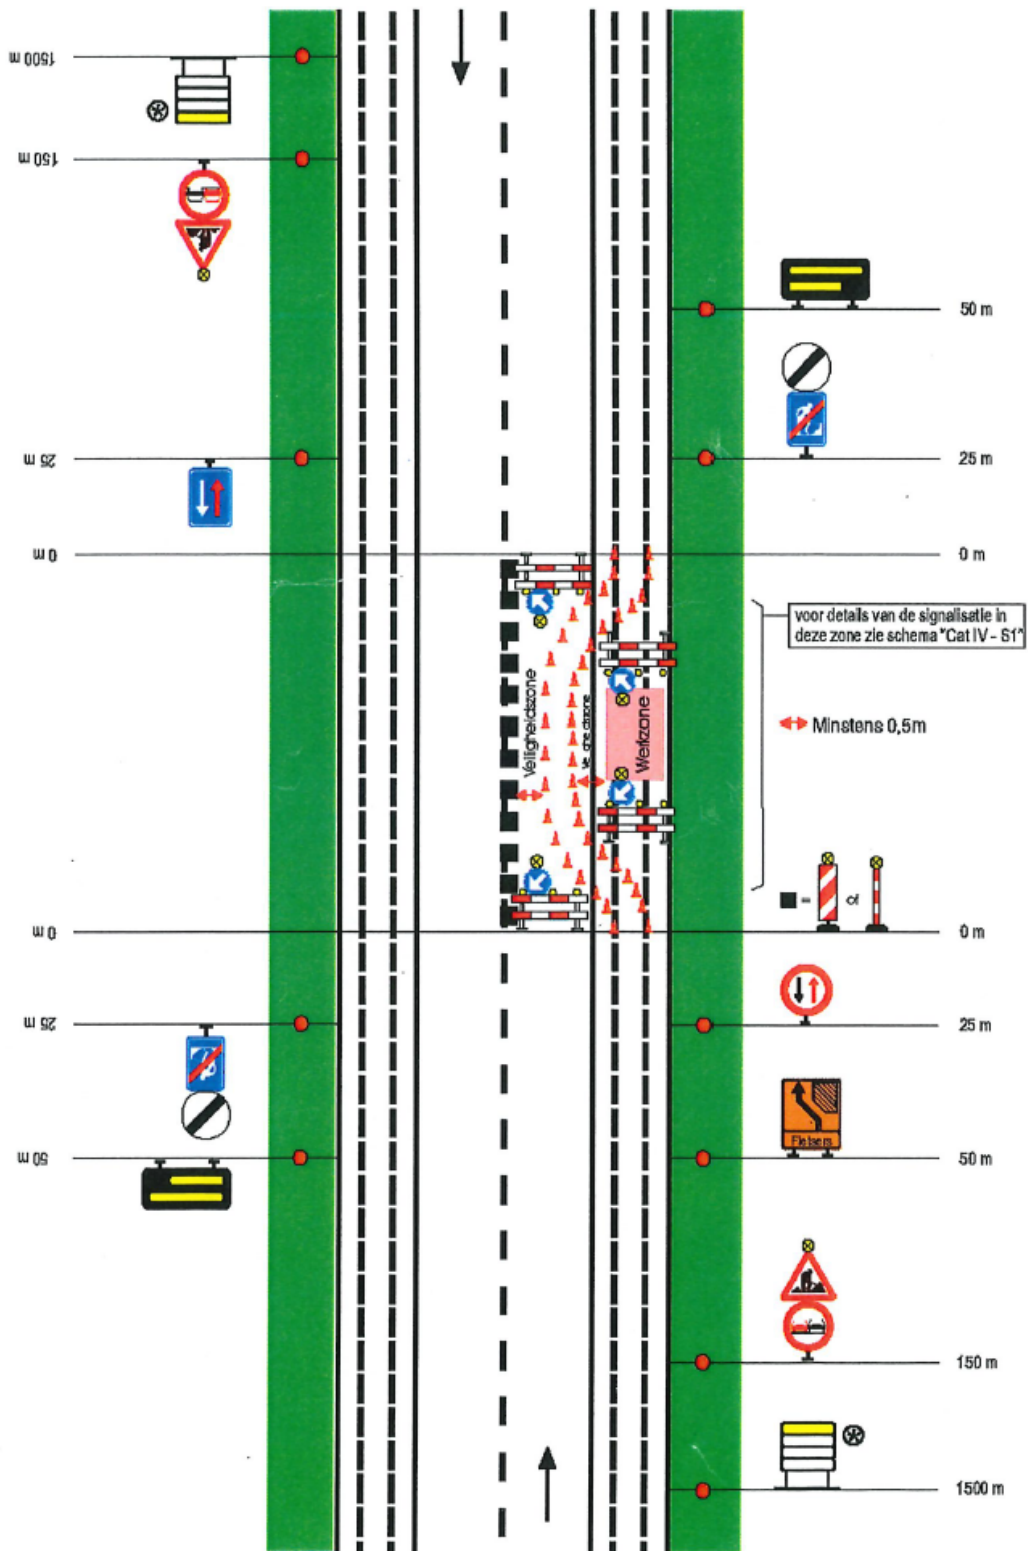 1500 m
150 m
50 m
25 m
25 m
0 m
0 m
voor details van de signalisatie in
deze zone zie schema "Cat IV - S1"
Veiligheidszone
Veiligheidszone
Werkzone
Minstens 0,5m
= of
0 m
0 m
25 m
25 m
Fietsers
50 m
50 m
150 m
1500 m